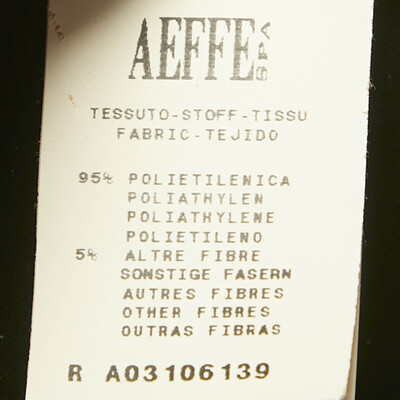 AEFFE SPA
TESSUTO-STOFF-TISSU
FABRIC-TEJIDO
95% POLIETILENICA
POLIATHYLEN
POLIATHYLENE
POLIETILENO
5% ALTRE FIBRE
SONSTIGE FASERN
AUTRES FIBRES
OTHER FIBRES
OUTRAS FIBRAS
R A03106139